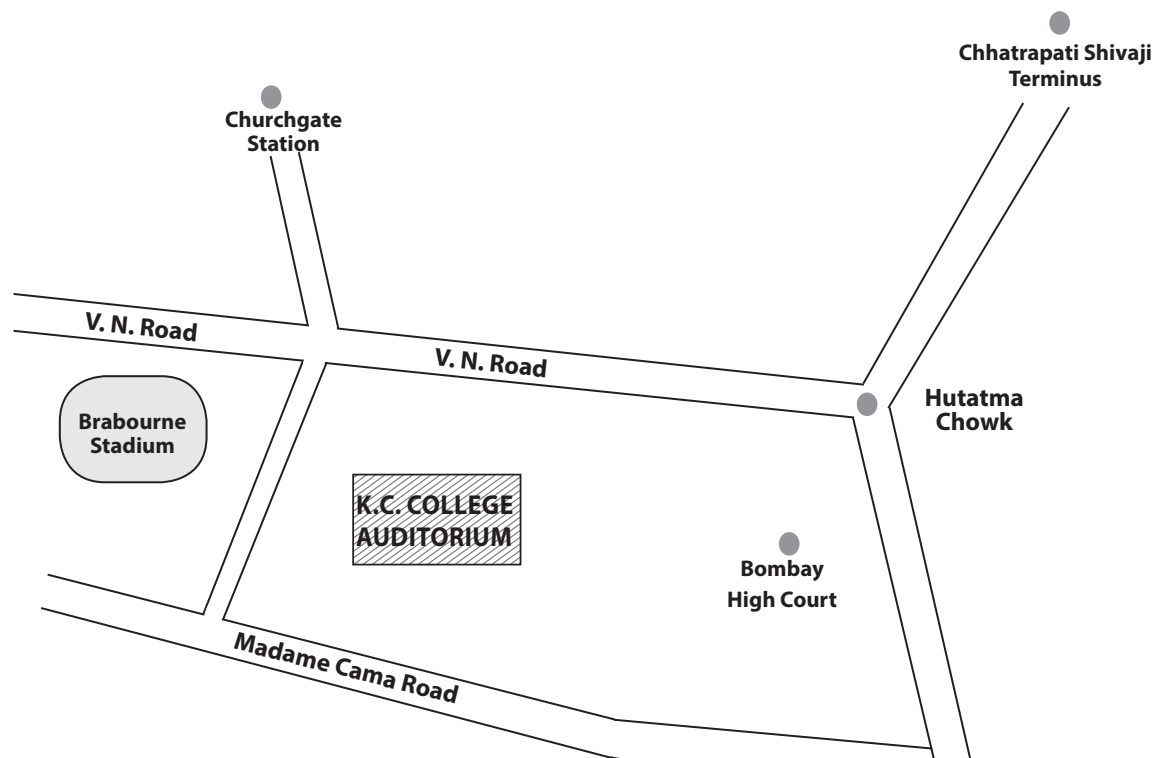 Chhatrapati Shivaji
Terminus
Churchgate
Station
V. N. Road
V. N. Road
Brabourne
Stadium
Hutatma
Chowk
K.C. COLLEGE
AUDITORIUM
Bombay
High Court
Madame Cama Road